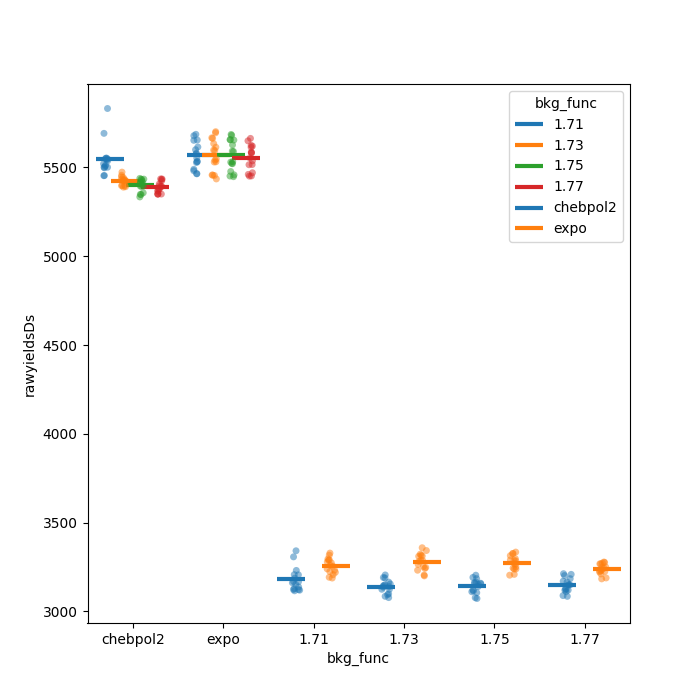 bkg_func
1.71
1.73
1.75
1.77
chebpol2
expo
5500
5000
4500
4000
3500
3000
rawyieldsDs
chebpol2 expo 1.71 1.73 1.75 1.77
bkg_func